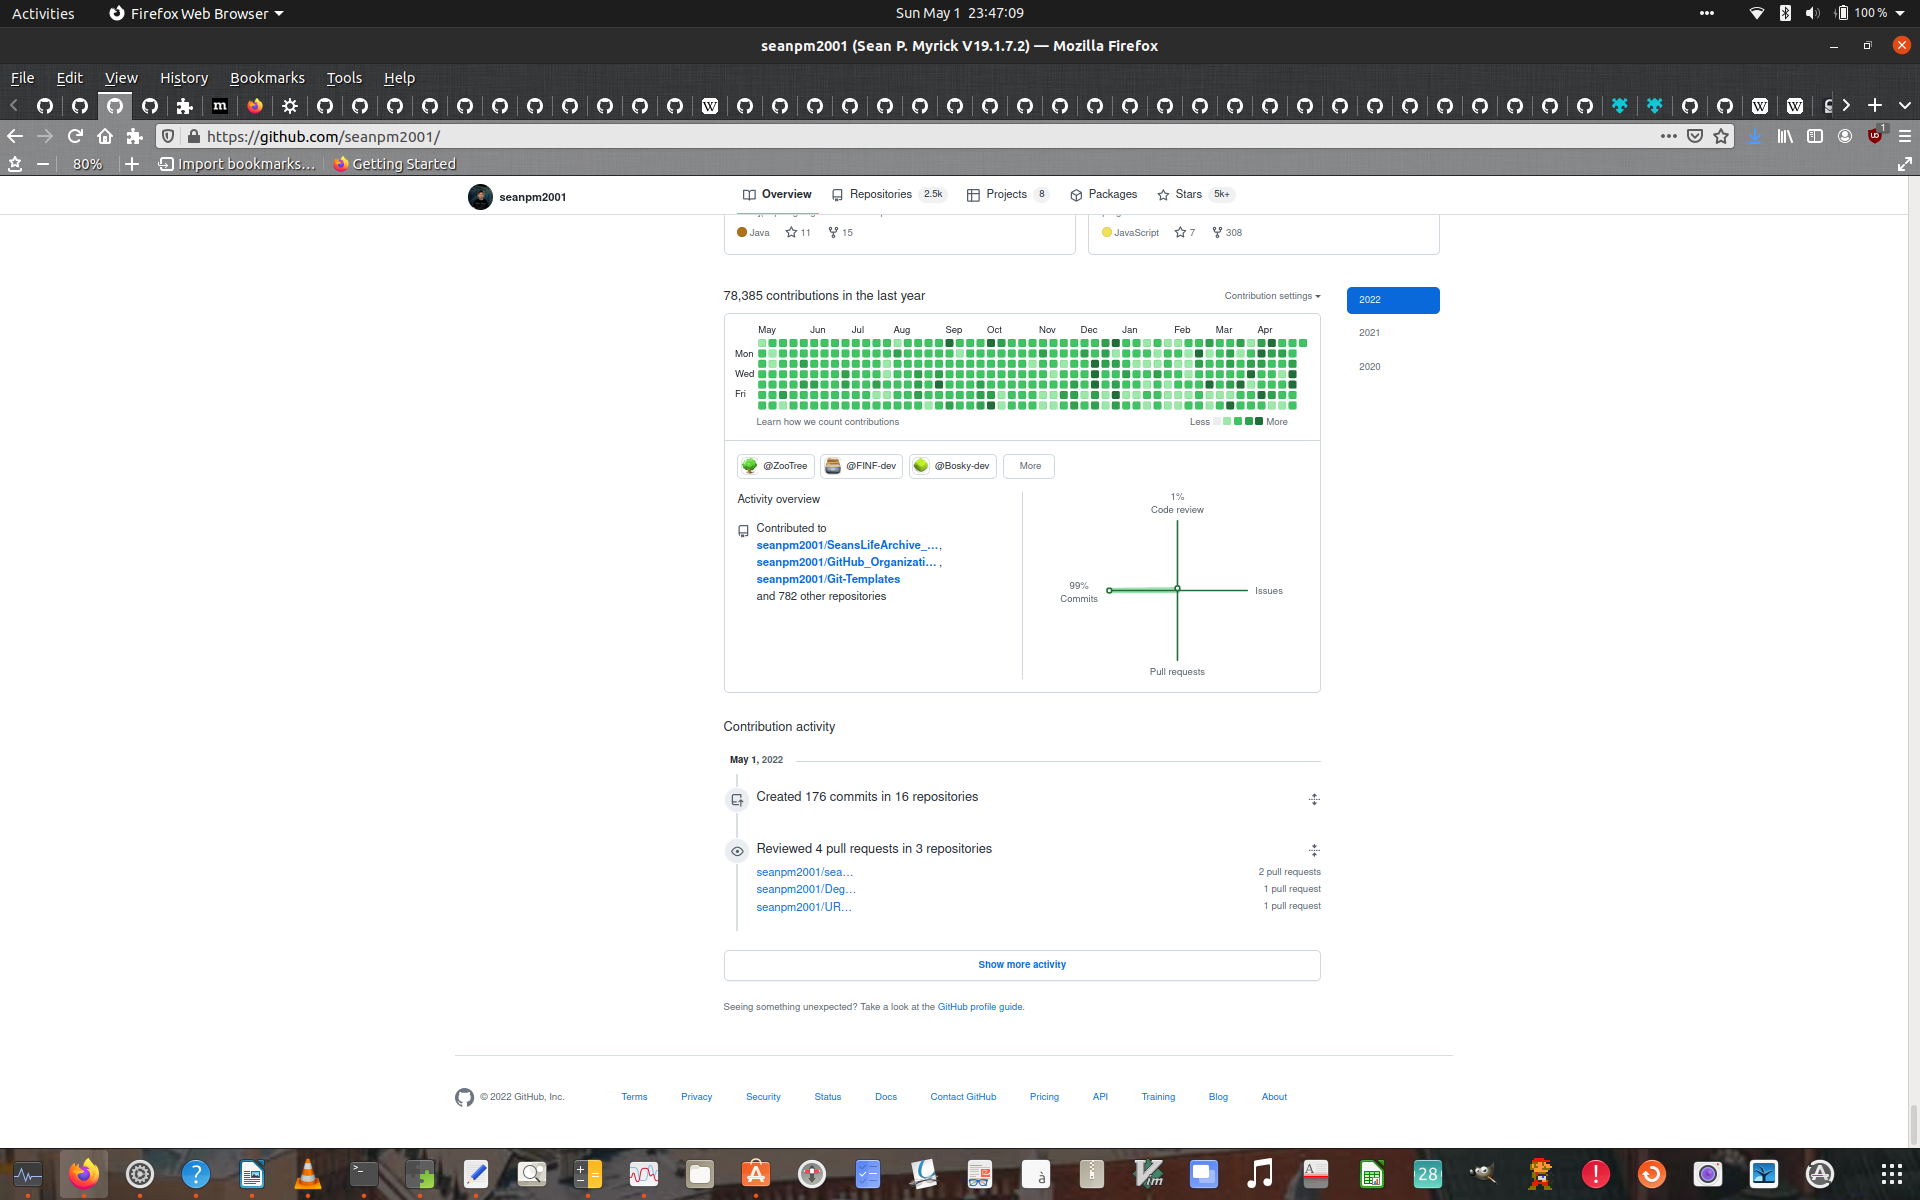 Activities
Firefox Web Browser
Sun May 1 23:47:09
100 %
seanpm2001 (Sean P. Myrick V19.1.7.2) — Mozilla Firefox
File Edit View History Bookmarks Tools Help
https://github.com/seanpm2001/
1
80%
Import bookmarks...
Getting Started
seanpm2001
Overview
Repositories 2.5k
Projects 8
Packages
Stars 5k+
Java 11 15
JavaScript 7 308
78,385 contributions in the last year
Contribution settings
2022
2021
2020
May Jun Jul Aug Sep Oct Nov Dec Jan Feb Mar Apr
Mon
Wed
Fri
Learn how we count contributions
Less More
@ZooTree
@FINF-dev
@Bosky-dev
More
Activity overview
Contributed to
seanpm2001/SeansLifeArchive_... ,
seanpm2001/GitHub_Organizati... ,
seanpm2001/Git-Templates
and 782 other repositories
1%
Code review
99%
Commits
Issues
Pull requests
Contribution activity
May 1, 2022
Created 176 commits in 16 repositories
Reviewed 4 pull requests in 3 repositories
seanpm2001/sea... 2 pull requests
seanpm2001/Deg... 1 pull request
seanpm2001/UR... 1 pull request
Show more activity
Seeing something unexpected? Take a look at the GitHub profile guide.
© 2022 GitHub, Inc.
Terms
Privacy
Security
Status
Docs
Contact GitHub
Pricing
API
Training
Blog
About
28